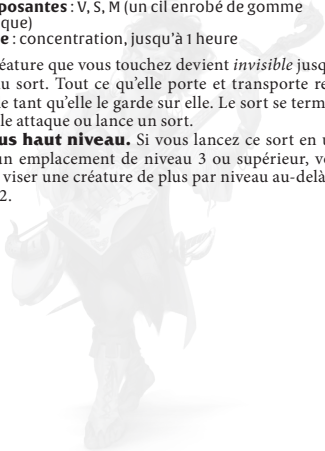 posantes : V, S, M (un cil enrobé de gomme
ique)
e : concentration, jusqu'à 1 heure
éature que vous touchez devient invisible jusq
u sort. Tout ce qu'elle porte et transporte re
e tant qu'elle le garde sur elle. Le sort se term
le attaque ou lance un sort.
us haut niveau. Si vous lancez ce sort en u
un emplacement de niveau 3 ou supérieur, v
viser une créature de plus par niveau au-delà
2.